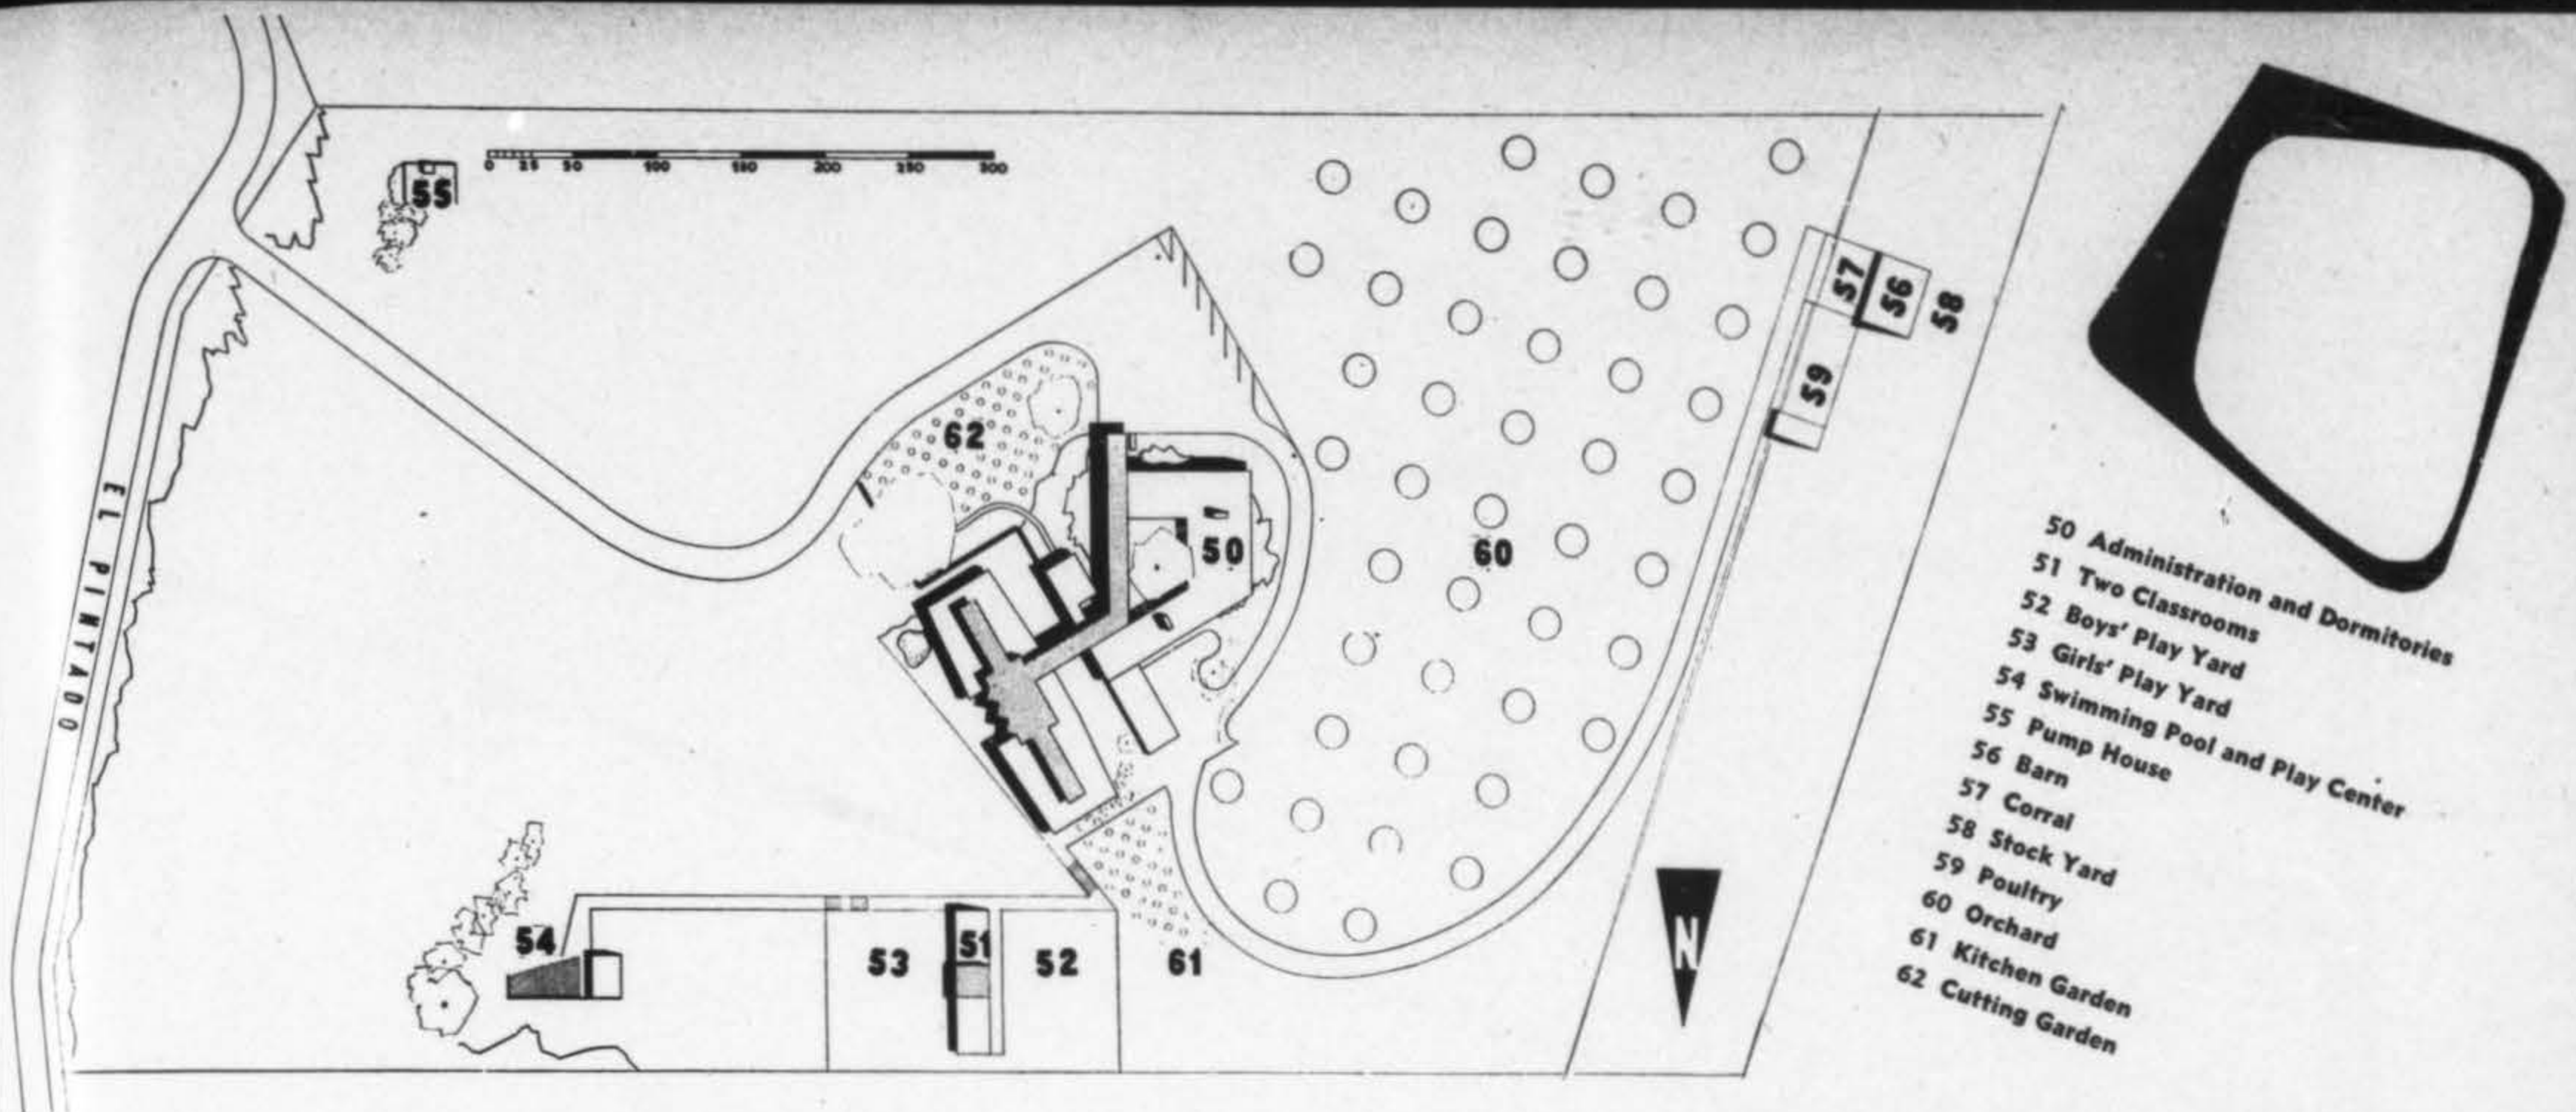 0 25 50 100 150 200 250 300
55
57
56
58
59
62
50
60
EL PINTADO
54
53
51
52
61
N
50 Administration and Dormitories
51 Two Classrooms
52 Boys' Play Yard
53 Girls' Play Yard
54 Swimming Pool and Play Center
55 Pump House
56 Barn
57 Corral
58 Stock Yard
59 Poultry
60 Orchard
61 Kitchen Garden
62 Cutting Garden